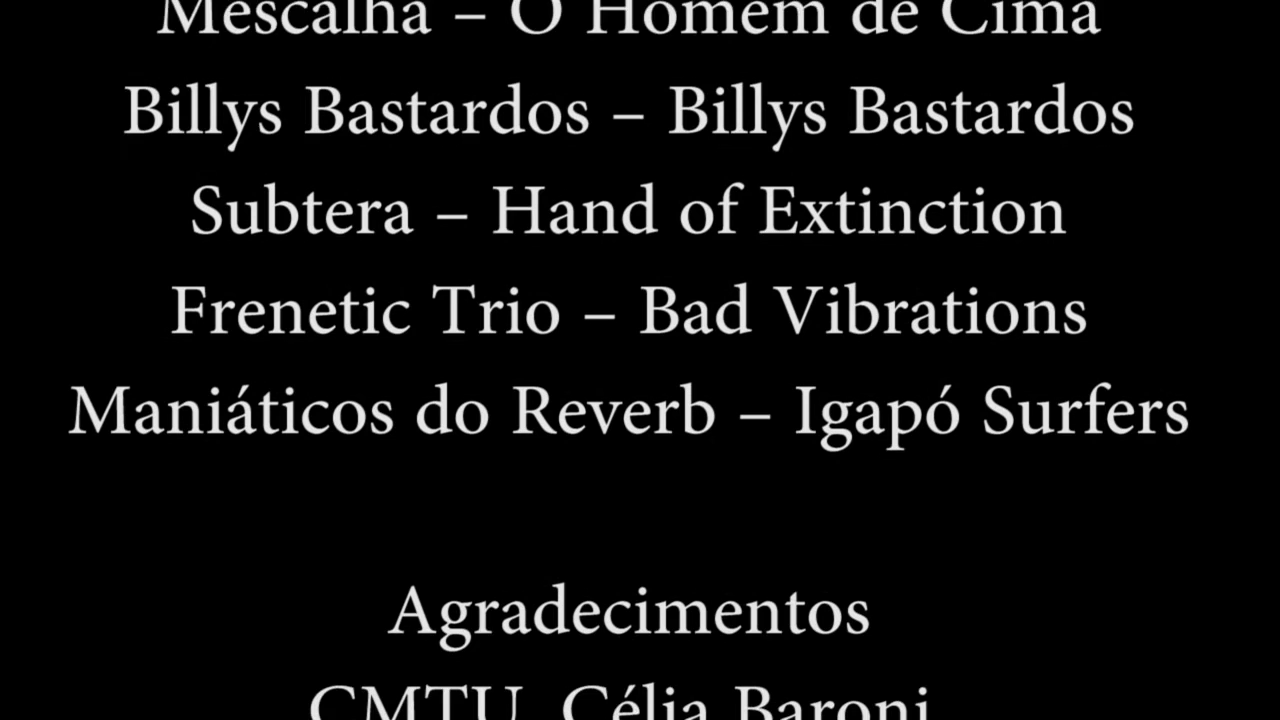 Mescalha – O Homem de Cima
Billys Bastardos – Billys Bastardos
Subtera – Hand of Extinction
Frenetic Trio – Bad Vibrations
Maniáticos do Reverb – Igapó Surfers
Agradecimentos
CMTU, Célia Baroni